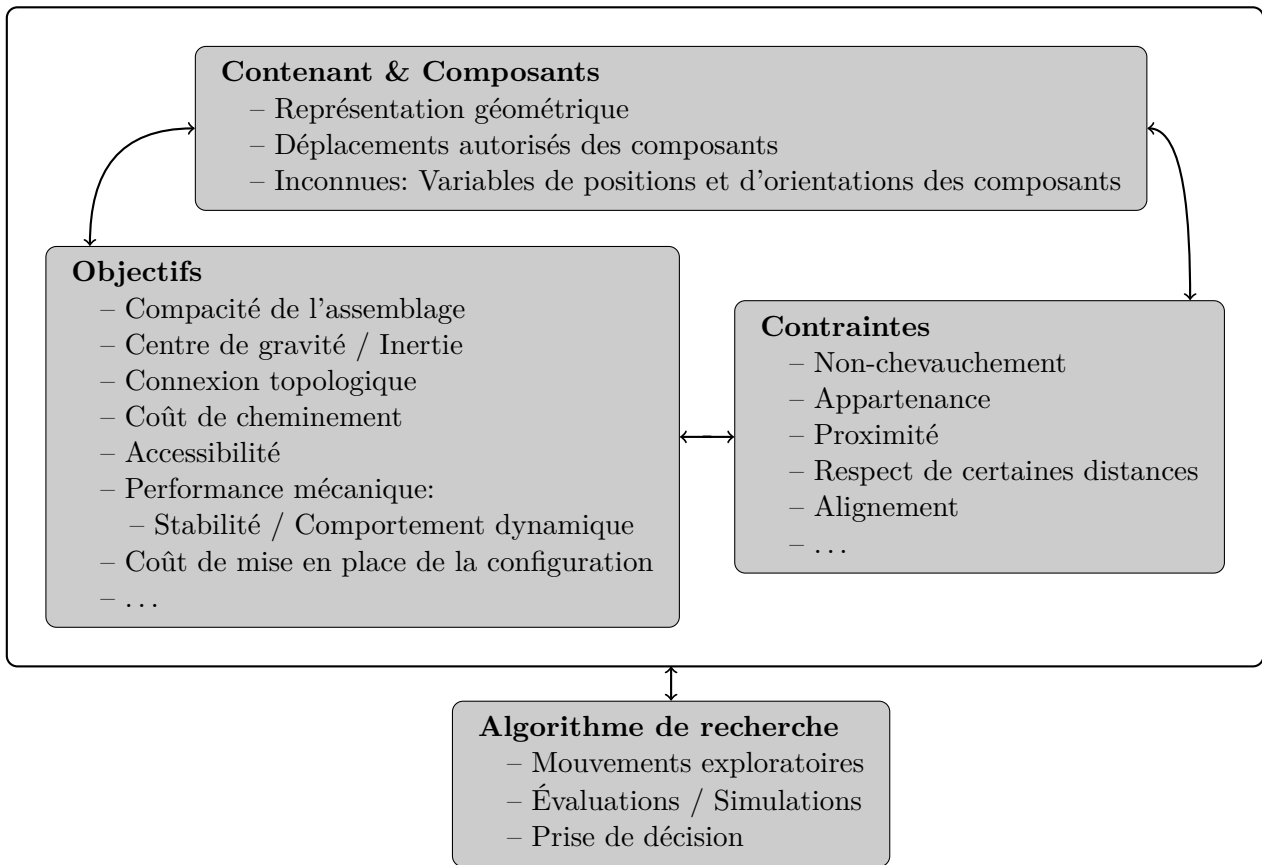 Contenant & Composants
– Représentation géométrique
– Déplacements autorisés des composants
– Inconnues: Variables de positions et d'orientations des composants
Objectifs
– Compacité de l'assemblage
– Centre de gravité / Inertie
– Connexion topologique
– Coût de cheminement
– Accessibilité
– Performance mécanique:
– Stabilité / Comportement dynamique
– Coût de mise en place de la configuration
– ...
Contraintes
– Non-chevauchement
– Appartenance
– Proximité
– Respect de certaines distances
– Alignement
– ...
Algorithme de recherche
– Mouvements exploratoires
– Évaluations / Simulations
– Prise de décision